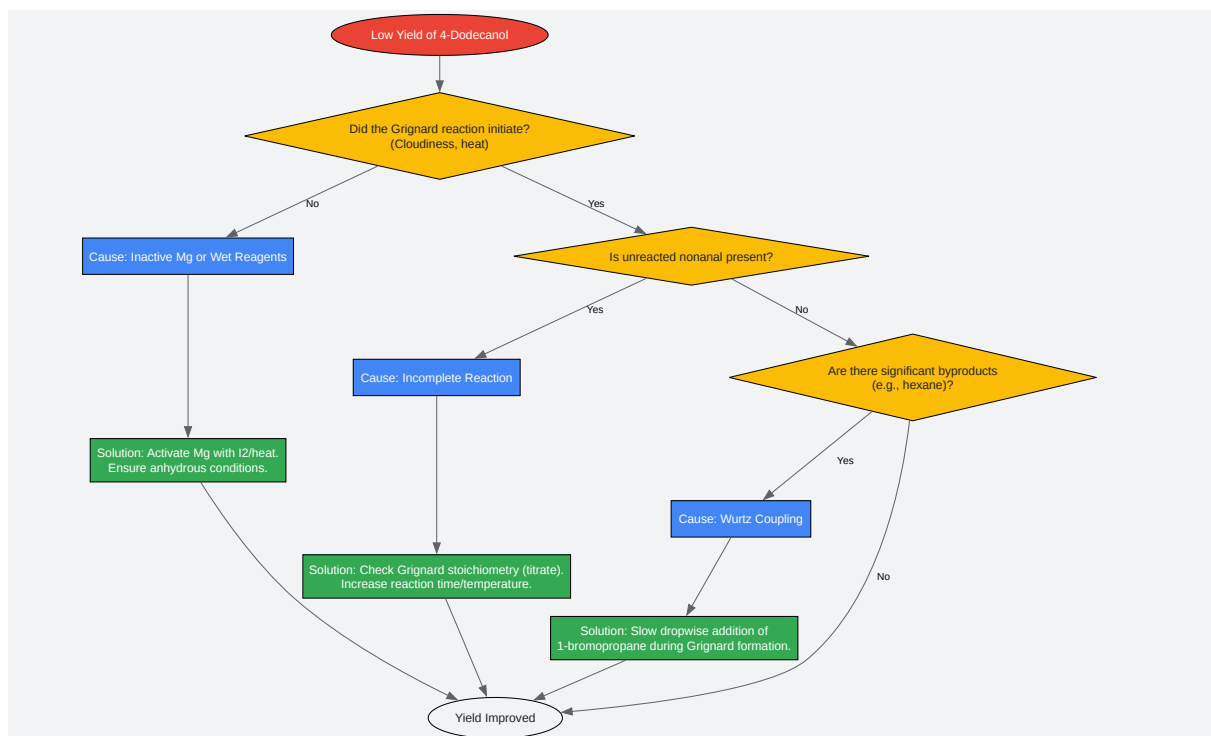 Low Yield of 4-Dodecanol
Did the Grignard reaction initiate?
(Cloudiness, heat)
No
Yes
Cause: Inactive Mg or Wet Reagents
Is unreacted nonanal present?
Yes
No
Cause: Incomplete Reaction
Are there significant byproducts
(e.g., hexane)?
Solution: Activate Mg with I2/heat.
Ensure anhydrous conditions.
Yes
Cause: Wurtz Coupling
Solution: Check Grignard stoichiometry (titrate).
Increase reaction time/temperature.
No
Solution: Slow dropwise addition of
1-bromopropane during Grignard formation.
Yield Improved